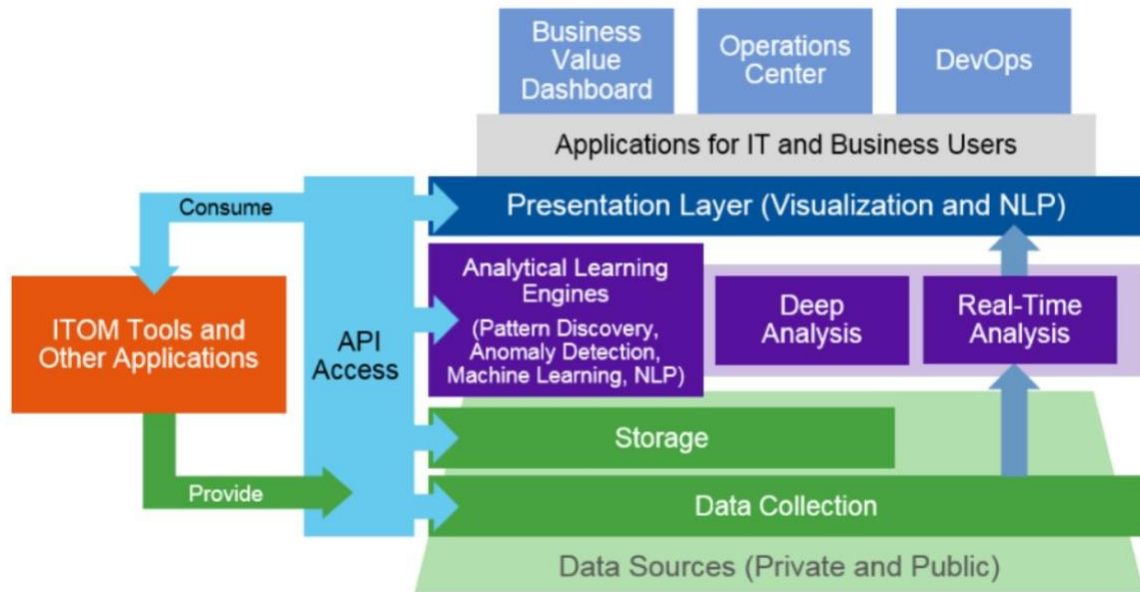 Business
Value
Dashboard
Operations
Center
DevOps
Applications for IT and Business Users
Consume
Presentation Layer (Visualization and NLP)
ITOM Tools and
Other Applications
API
Access
Analytical Learning
Engines
(Pattern Discovery,
Anomaly Detection,
Machine Learning, NLP)
Deep
Analysis
Real-Time
Analysis
Storage
Provide
Data Collection
Data Sources (Private and Public)